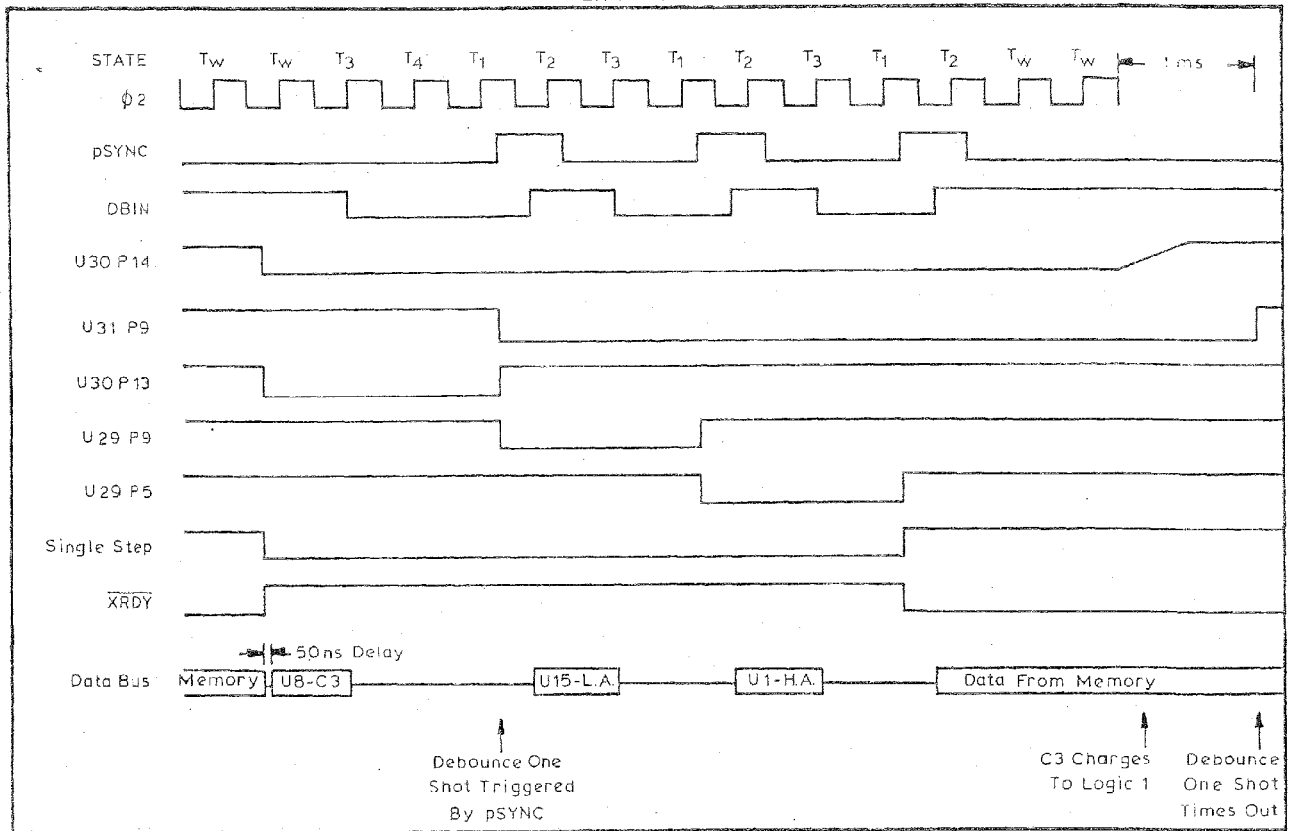 STATE TW TW T3 T4 T1 T2 T3 T1 T2 T3 T1 T2 TW TW 1ms
ϕ2
pSYNC
DBIN
U30 P14
U31 P9
U30 P13
U29 P9
U29 P5
Single Step
XRDY
50ns Delay
Data Bus Memory U8-C3 U15-L.A. U1-H.A. Data From Memory
Debounce One
Shot Triggered
By pSYNC
C3 Charges
To Logic 1
Debounce
One Shot
Times Out